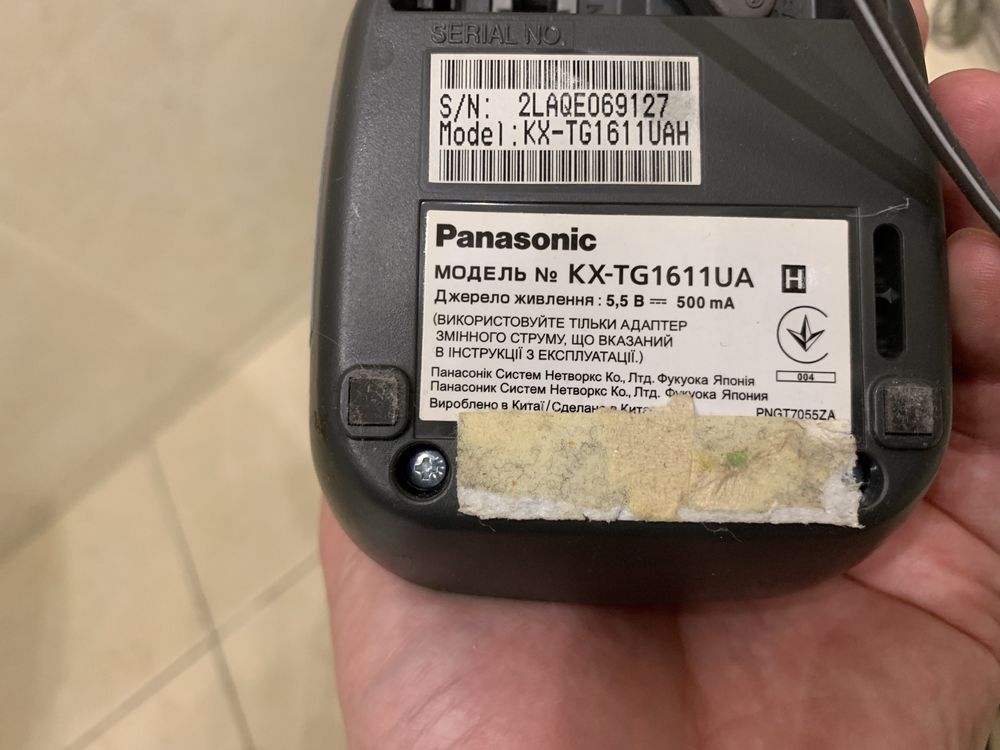 SERIAL NO.
S/N: 2LAQE069127
Model:KX-TG1611UAH
Panasonic
МОДЕЛЬ № KX-TG1611UA H
Джерело живлення : 5,5 В 500 mA
(ВИКОРИСТОВУЙТЕ ТІЛЬКИ АДАПТЕР
ЗМІННОГО СТРУМУ, ЩО ВКАЗАНИЙ
В ІНСТРУКЦІЇ З ЕКСПЛУАТАЦІЇ.)
004
Панасонік Систем Нетворкс Ко., Лтд. Фукуока Японія
Панасоник Систем Нетворкс Ко., Лтд. Фукуока Япония
Вироблено в Китаї/Сделано в Кита
PNGT7055ZA